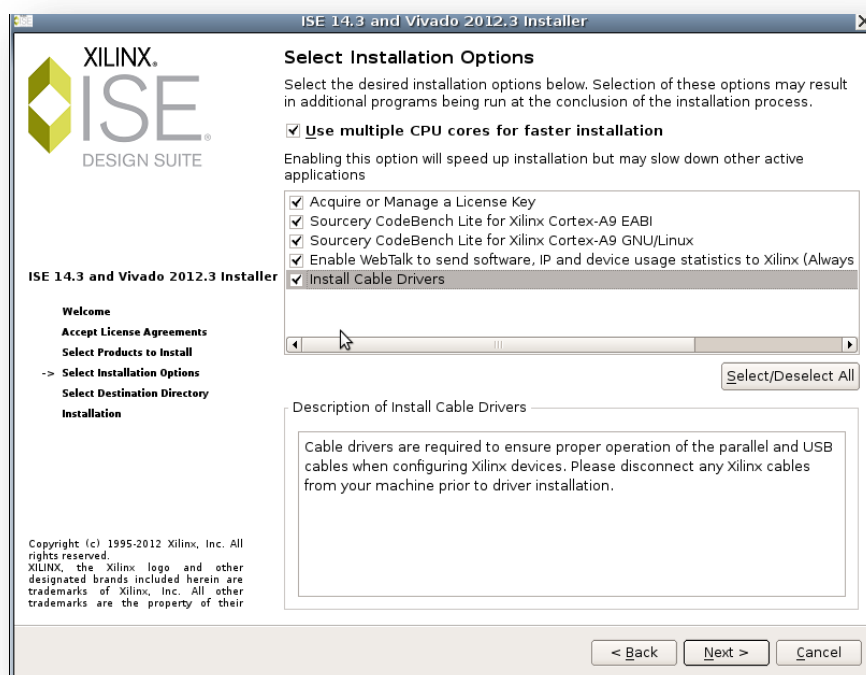 ISE 14.3 and Vivado 2012.3 Installer
XILINX®
ISE®
DESIGN SUITE
ISE 14.3 and Vivado 2012.3 Installer
Welcome
Accept License Agreements
Select Products to Install
-> Select Installation Options
Select Destination Directory
Installation
Copyright (c) 1995-2012 Xilinx, Inc. All
rights reserved.
XILINX, the Xilinx logo and other
designated brands included herein are
trademarks of Xilinx, Inc. All other
trademarks are the property of their
Select Installation Options
Select the desired installation options below. Selection of these options may result
in additional programs being run at the conclusion of the installation process.
Use multiple CPU cores for faster installation
Enabling this option will speed up installation but may slow down other active
applications
Acquire or Manage a License Key
Sourcery CodeBench Lite for Xilinx Cortex-A9 EABI
Sourcery CodeBench Lite for Xilinx Cortex-A9 GNU/Linux
Enable WebTalk to send software, IP and device usage statistics to Xilinx (Always
Install Cable Drivers
Select/Deselect All
Description of Install Cable Drivers
Cable drivers are required to ensure proper operation of the parallel and USB
cables when configuring Xilinx devices. Please disconnect any Xilinx cables
from your machine prior to driver installation.
< Back
Next >
Cancel